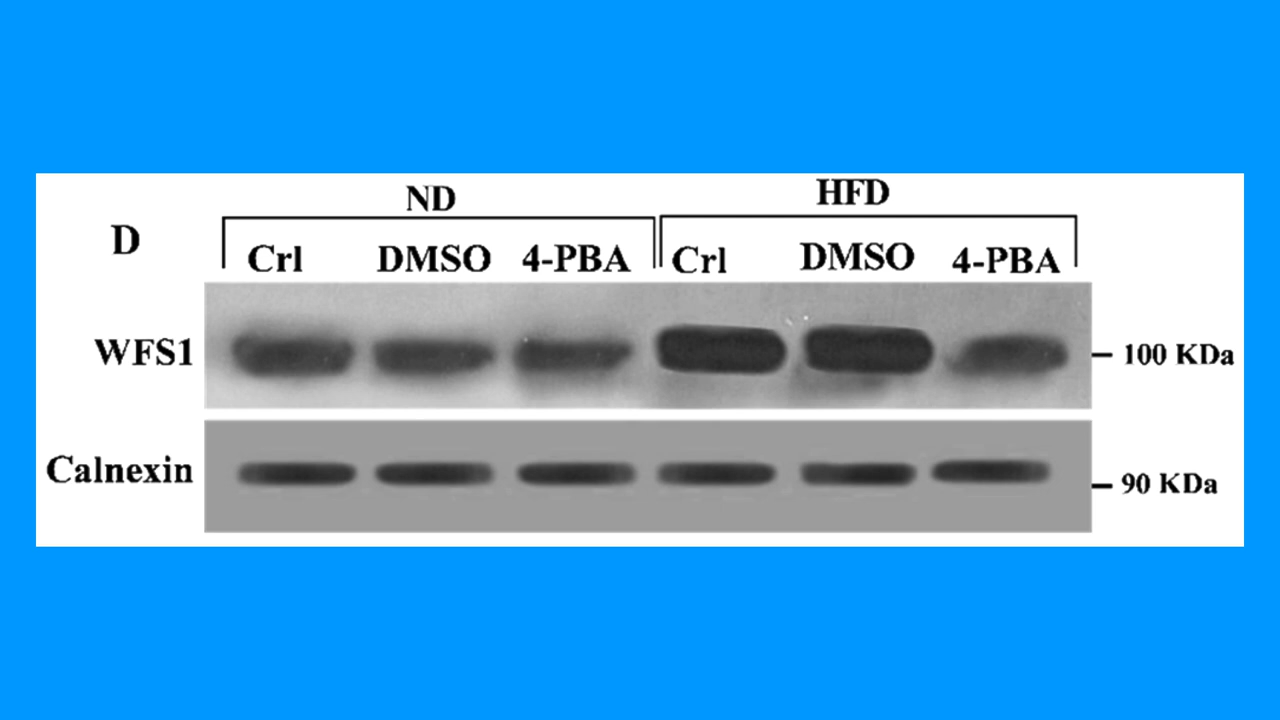 ND HFD
D Crl DMSO 4-PBA Crl DMSO 4-PBA
WFS1 100 KDa
Calnexin 90 KDa